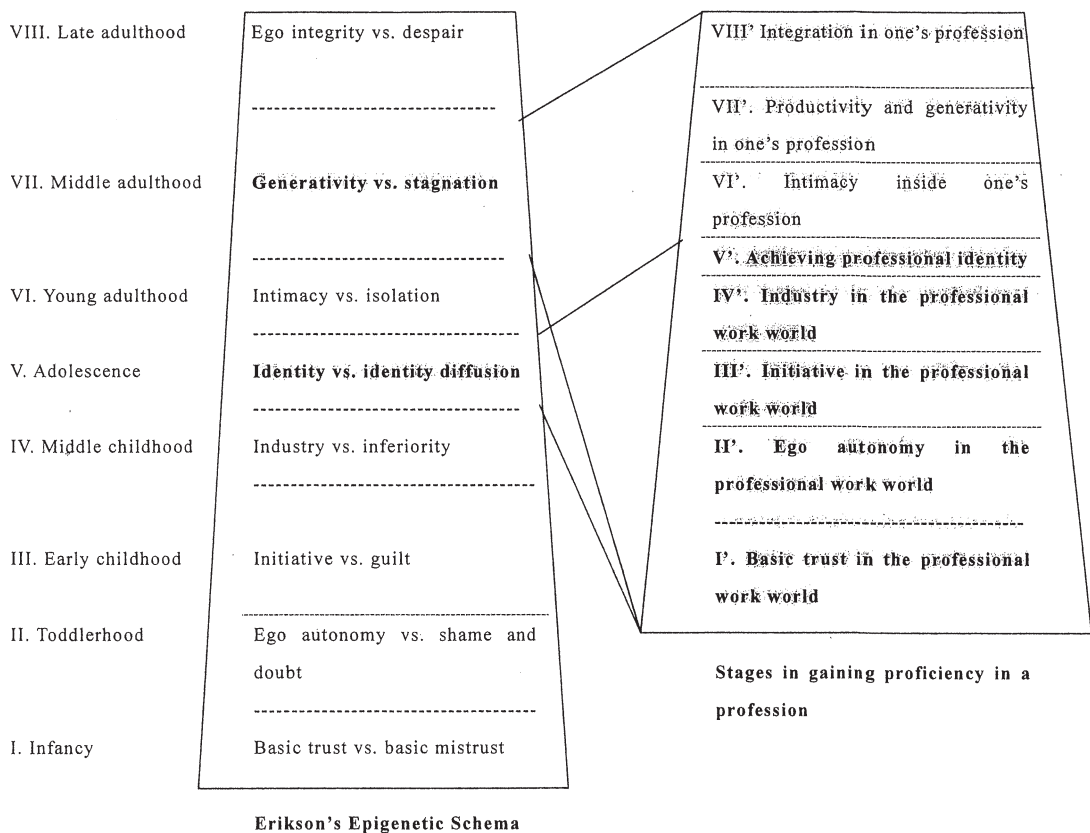 VIII. Late adulthood
Ego integrity vs. despair
VII. Middle adulthood
Generativity vs. stagnation
VI. Young adulthood
Intimacy vs. isolation
V. Adolescence
Identity vs. identity diffusion
IV. Middle childhood
Industry vs. inferiority
III. Early childhood
Initiative vs. guilt
II. Toddlerhood
Ego autonomy vs. shame and
doubt
I. Infancy
Basic trust vs. basic mistrust
Erikson's Epigenetic Schema
VIII' Integration in one's profession
VII'. Productivity and generativity
in one's profession
VI'. Intimacy inside one's
profession
V'. Achieving professional identity
IV'. Industry in the professional
work world
III'. Initiative in the professional
work world
II'. Ego autonomy in the
professional work world
I'. Basic trust in the professional
work world
Stages in gaining proficiency in a
profession